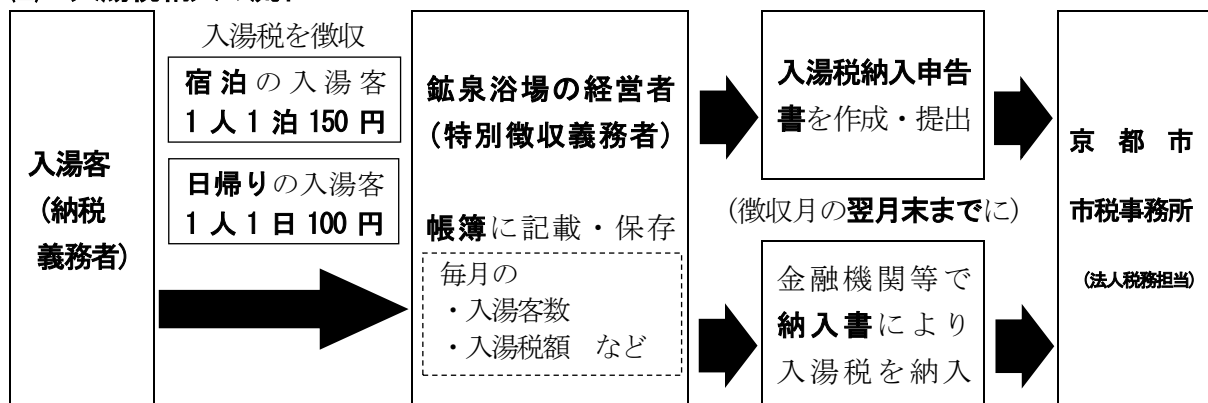 入湯税を徴収
宿泊の入湯客
1人1泊150円
日帰りの入湯客
1人1日100円
入湯客
(納税
義務者)
鉱泉浴場の経営者
(特別徴収義務者)
帳簿に記載・保存
毎月の
・入湯客数
・入湯税額 など
入湯税納入申告
書を作成・提出
(徴収月の翌月末までに)
金融機関等で
納入書により
入湯税を納入
京都市
市税事務所
(法人税務担当)